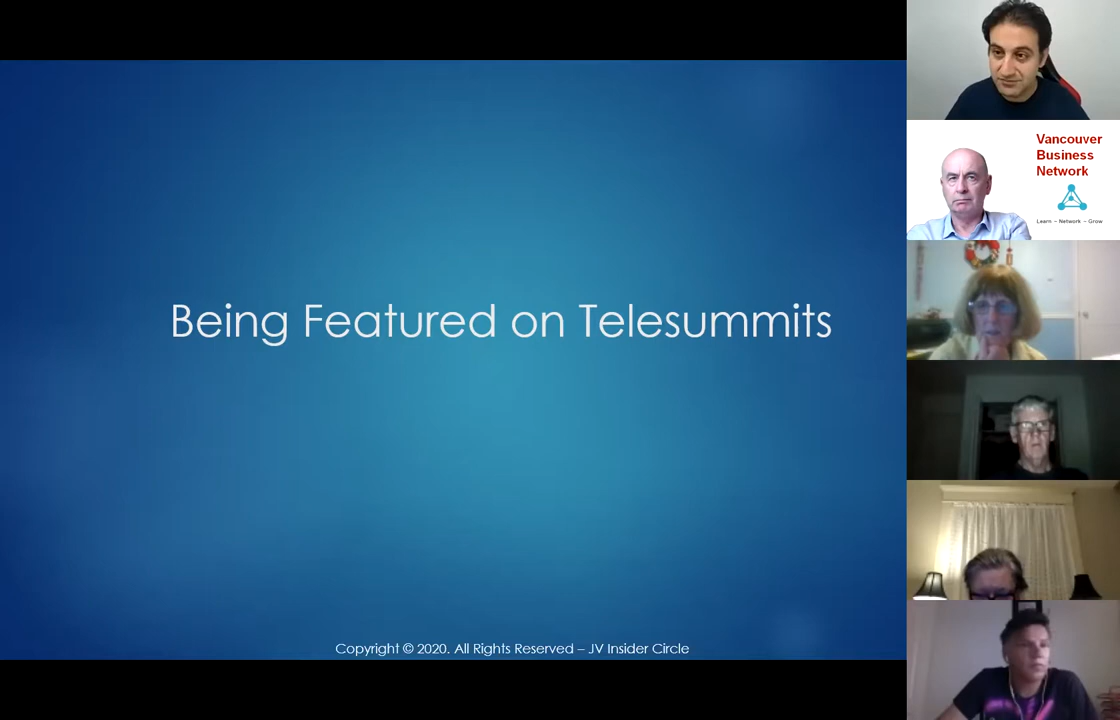 Being Featured on Telesummits
Copyright © 2020. All Rights Reserved – JV Insider Circle
Vancouver
Business
Network
Learn – Network – Grow